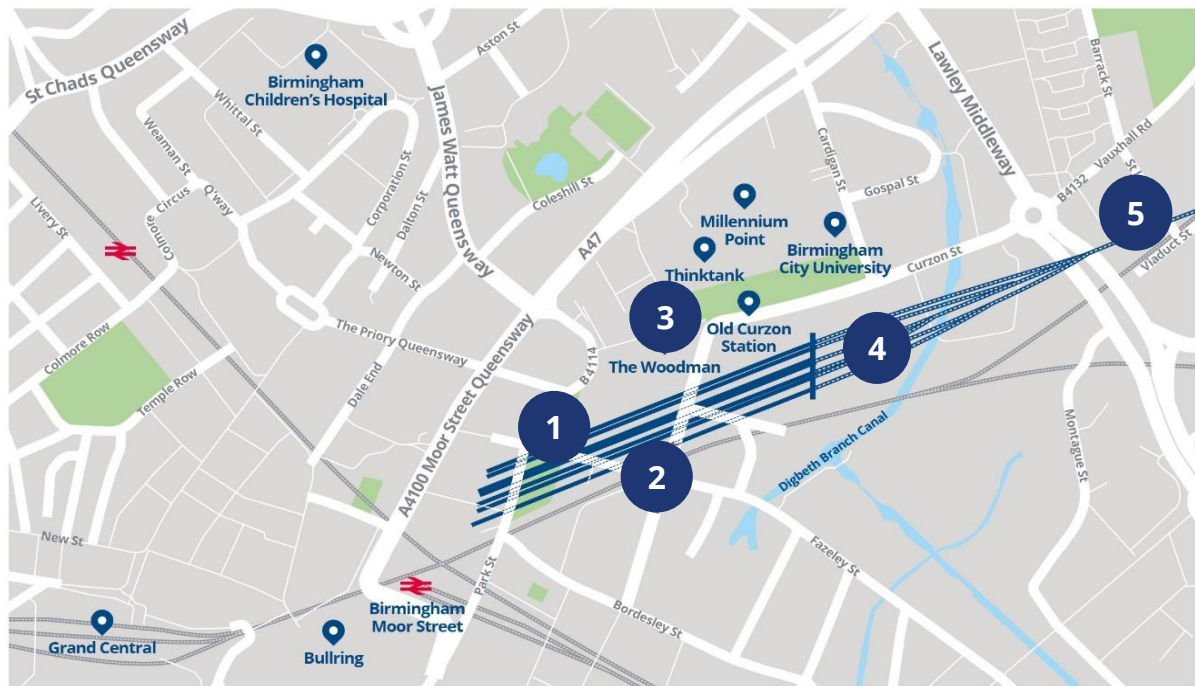 St Chads Queensway
Birmingham
Children's Hospital
Aston St
James Watt Queensway
Whittal St
Weaman St
Q'way
Circus
Colmore
Livery St
Corporation St
Dalton St
Newton St
Coleshill St
A47
Lawley Middleway
Barrack St
Vauxhall Rd
B4132
Cardigan St
Gospal St
Millennium
Point
Birmingham
City University
Thinktank
Curzon St
5
Viaduct St
3
Old Curzon
Station
The Woodman
4
Colmore Row
Temple Row
The Priory Queensway
Dale End
B4114
A4100 Moor Street Queensway
1
2
Digbeth Branch Canal
Montague St
Fazeley St
New St
Park St
Birmingham
Moor Street
Bordesley St
Grand Central
Bullring